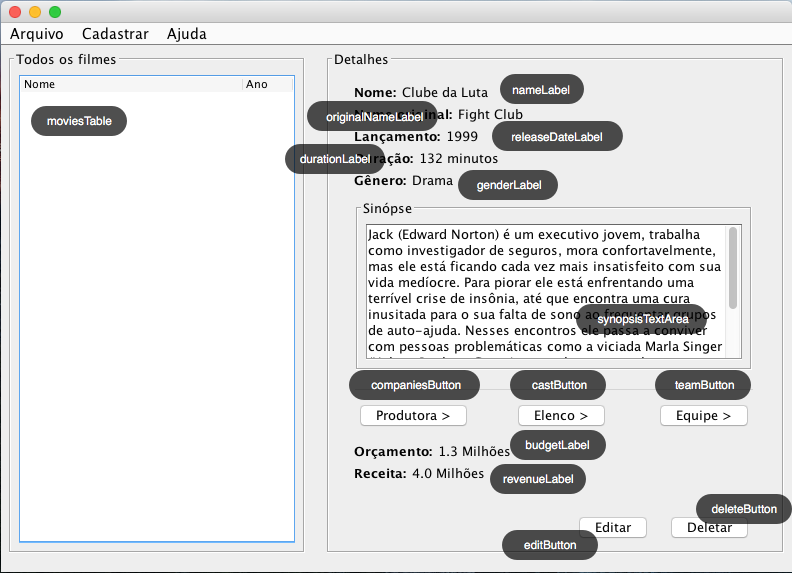 Arquivo Cadastrar Ajuda
Todos os filmes
Nome Ano
moviesTable
Detalhes
Nome: Clube da Luta nameLabel
originalNameLabel original: Fight Club
Lançamento: 1999 releaseDateLabel
durationLabel Duração: 132 minutos
Gênero: Drama genderLabel
Sinópse
Jack (Edward Norton) é um executivo jovem, trabalha
como investigador de seguros, mora confortavelmente,
mas ele está ficando cada vez mais insatisfeito com sua
vida medíocre. Para piorar ele está enfrentando uma
terrível crise de insônia, até que encontra uma cura
inusitada para o sua falta de sono ao frequentar grupos
synopsisTextArea
de auto-ajuda. Nesses encontros ele passa a conviver
com pessoas problemáticas como a viciada Marla Singer
companiesButton castButton teamButton
Produtora > Elenco > Equipe >
Orçamento: 1.3 Milhões budgetLabel
Receita: 4.0 Milhões revenueLabel
deleteButton
Editar Deletar
editButton